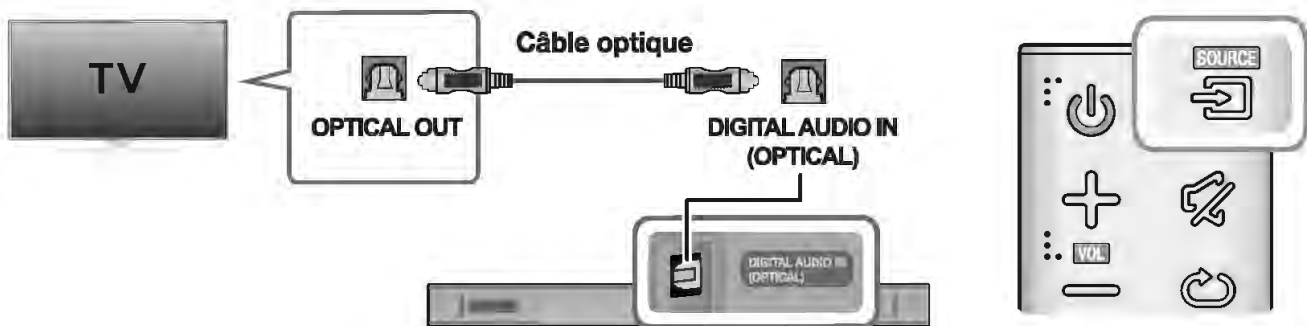 TV
Câble optique
OPTICAL OUT
DIGITAL AUDIO IN
(OPTICAL)
DIGITAL AUDIO IN
(OPTICAL)
SOURCE
VOL